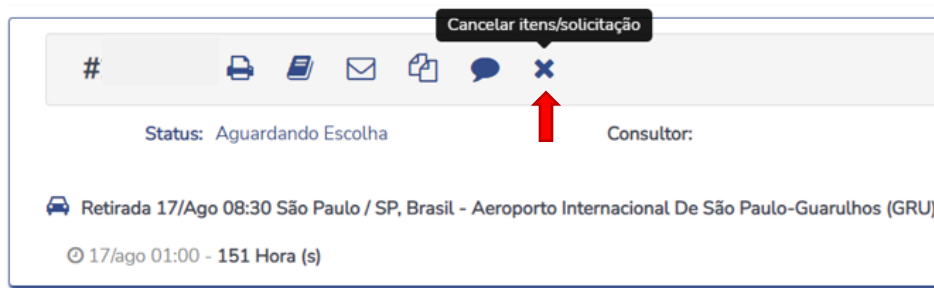 Cancelar itens/solicitação
#
Status: Aguardando Escolha Consultor:
Retirada 17/Ago 08:30 São Paulo / SP, Brasil - Aeroporto Internacional De São Paulo-Guarulhos (GRU)
17/ago 01:00 - 151 Hora (s)